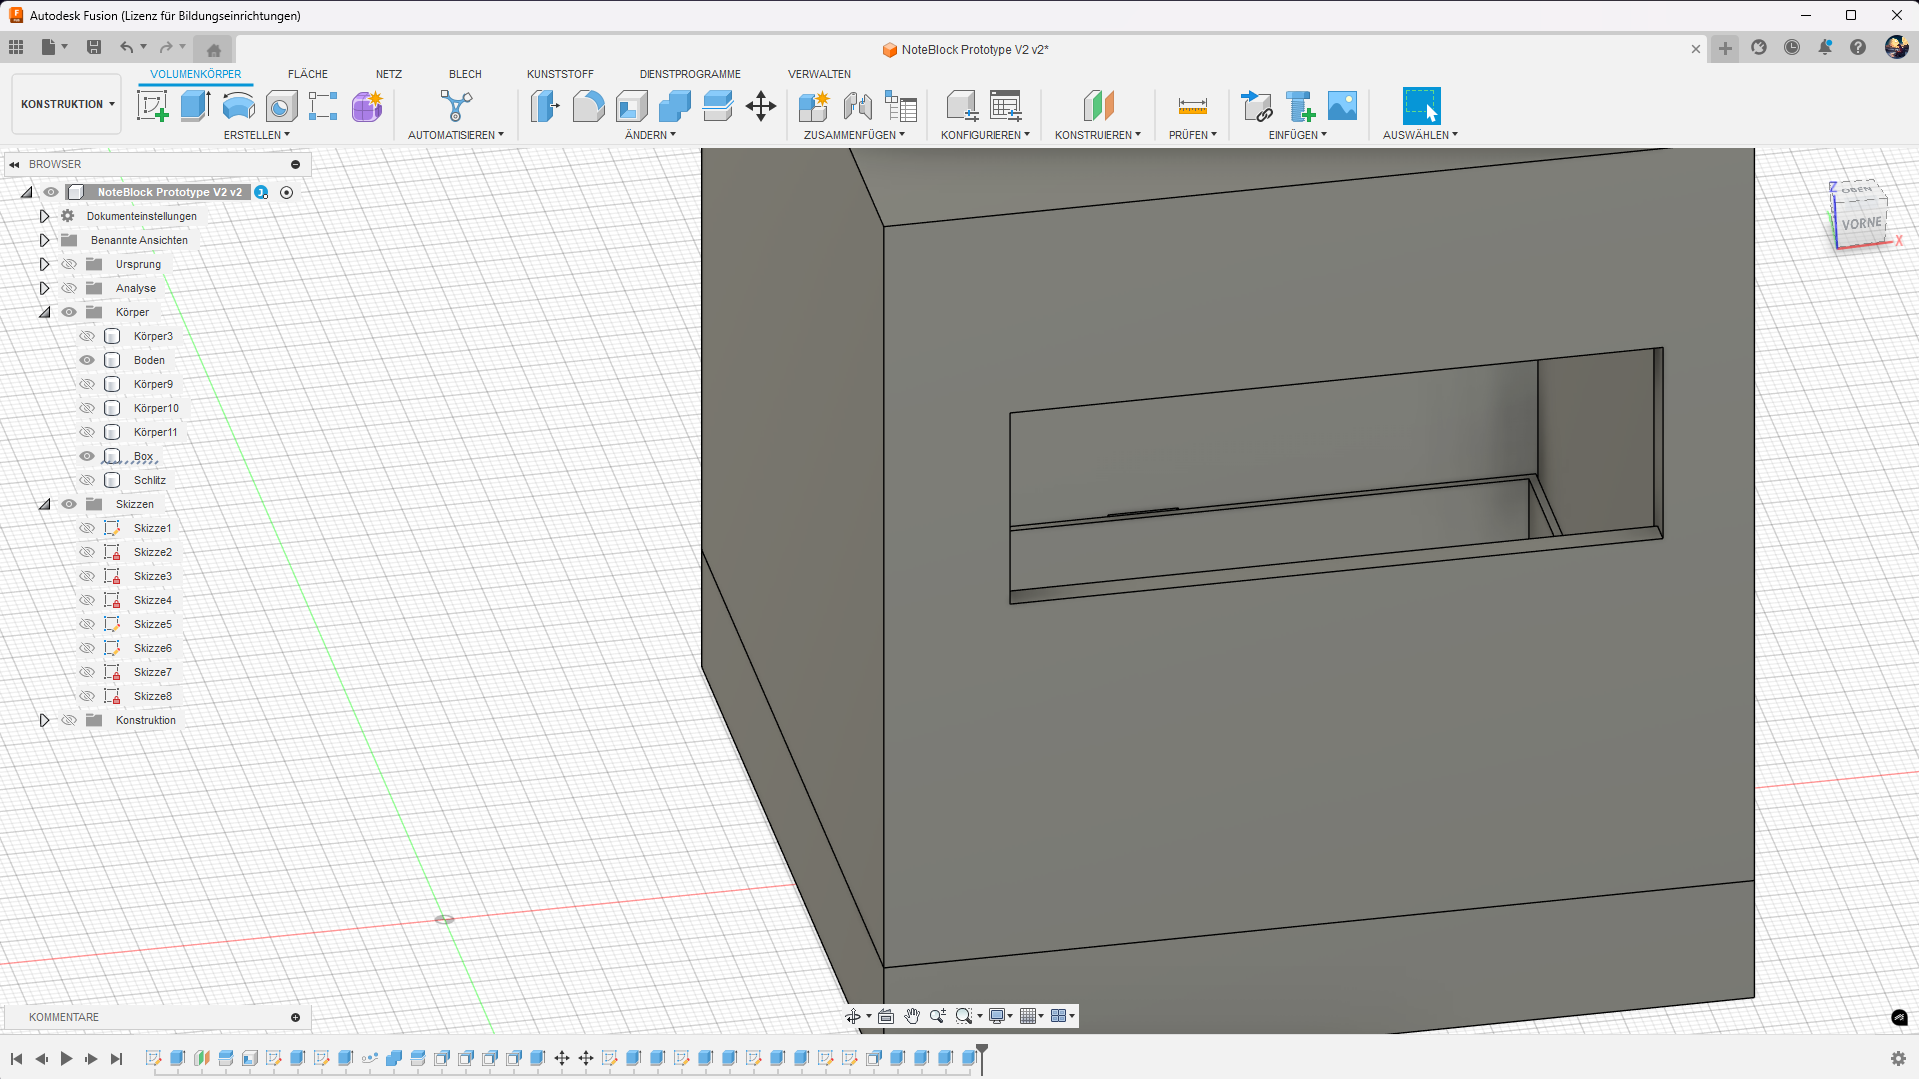 Autodesk Fusion (Lizenz für Bildungseinrichtungen)
NoteBlock Prototype V2 v2*
VOLUMENKÖRPER FLÄCHE NETZ BLECH KUNSTSTOFF DIENSTPROGRAMME VERWALTEN
KONSTRUKTION
ERSTELLEN AUTOMATISIEREN ÄNDERN ZUSAMMENFÜGEN KONFIGURIEREN KONSTRUIEREN PRÜFEN EINFÜGEN AUSWÄHLEN
BROWSER
NoteBlock Prototype V2 v2
Dokumenteinstellungen
Benannte Ansichten
Ursprung
Analyse
Körper
Körper3
Boden
Körper9
Körper10
Körper11
Box
Schlitz
Skizzen
Skizze1
Skizze2
Skizze3
Skizze4
Skizze5
Skizze6
Skizze7
Skizze8
Konstruktion
Z
OBEN
VORNE
X
KOMMENTARE